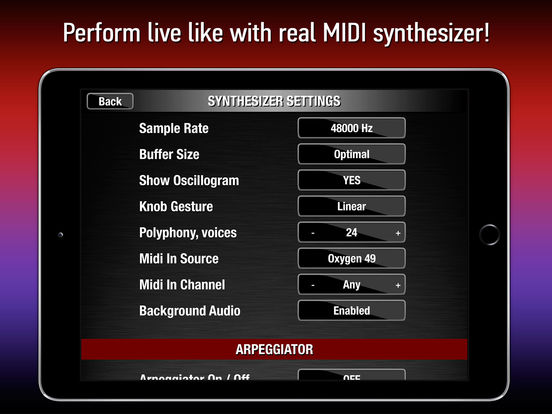 Perform live like with real MIDI synthesizer!
Back SYNTHESIZER SETTINGS
Sample Rate 48000 Hz
Buffer Size Optimal
Show Oscillogram YES
Knob Gesture Linear
Polyphony, voices - 24 +
Midi In Source Oxygen 49
Midi In Channel - Any +
Background Audio Enabled
ARPEGGIATOR
Arpeggiator On / Off OFF